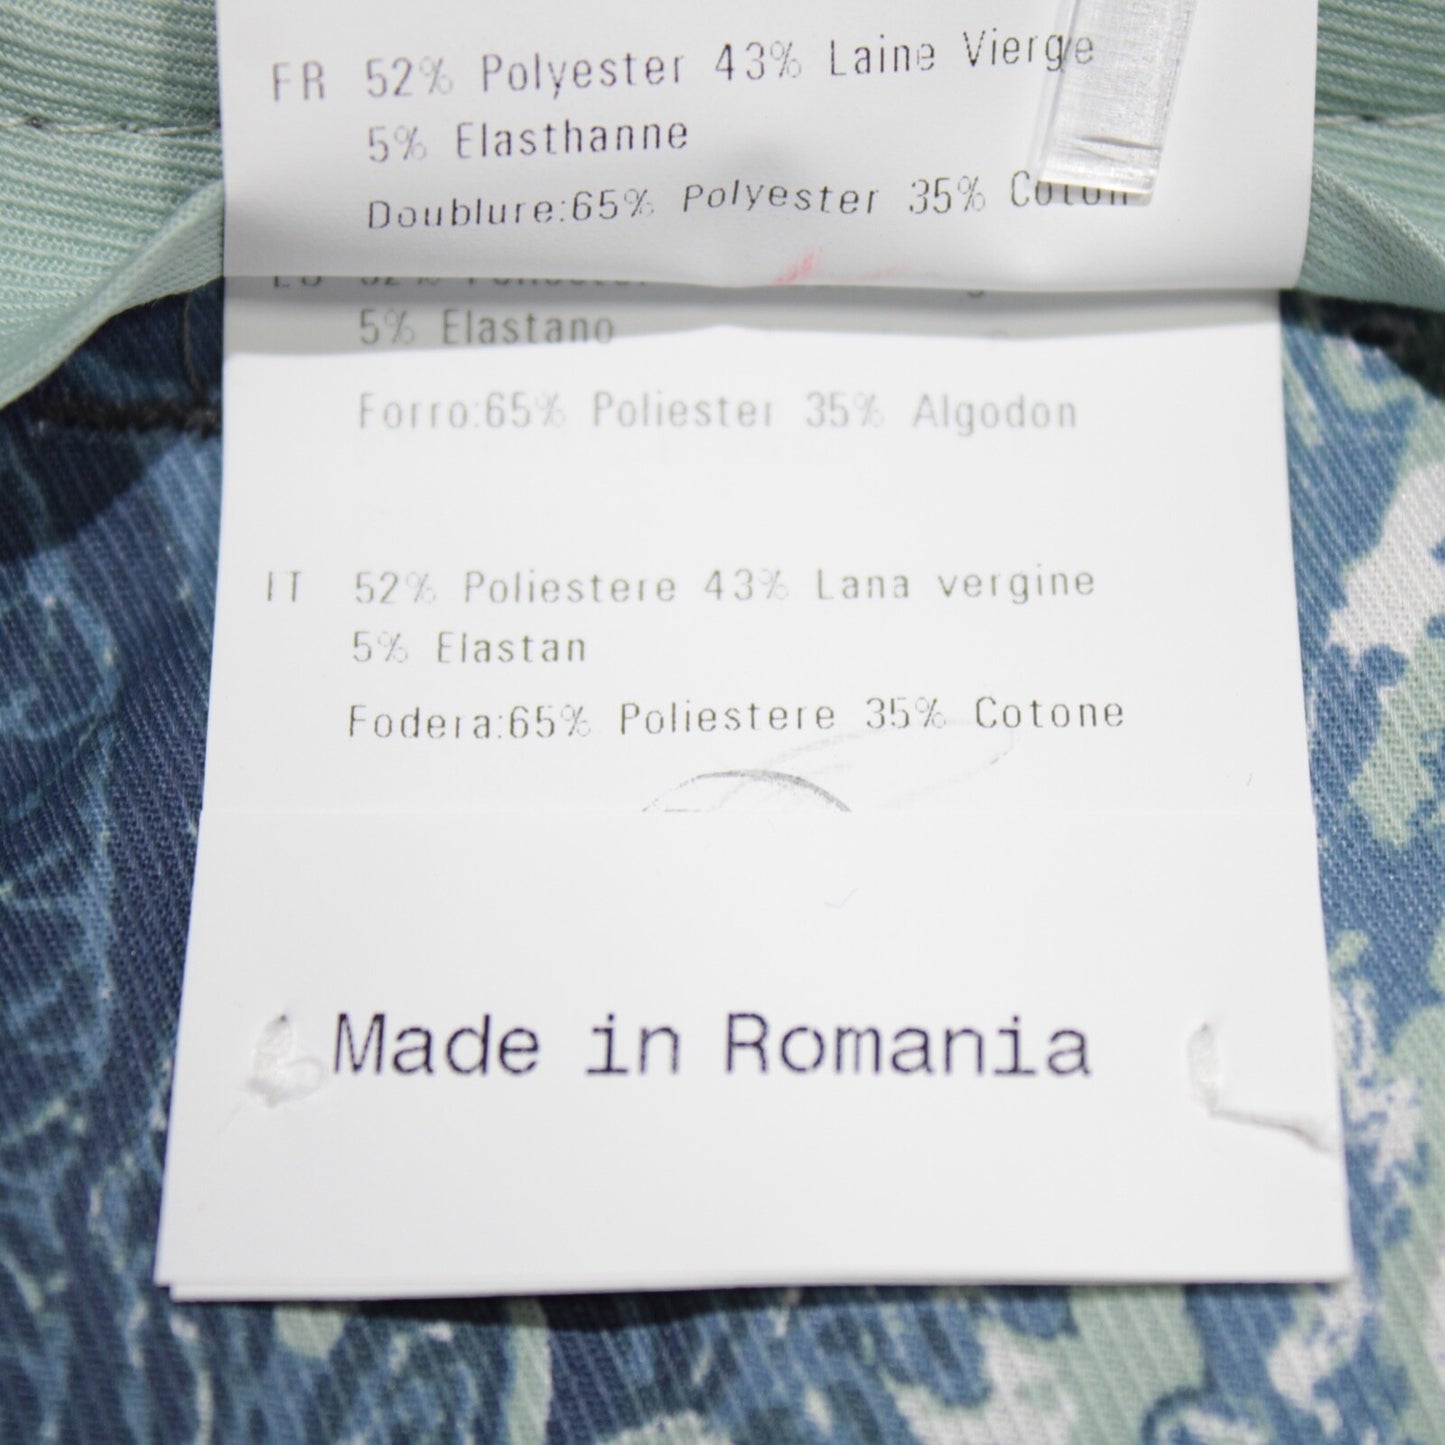 FR 52% Polyester 43% Laine Vierge
5% Elasthanne
Doublure:65% Polyester 35% Coton
52%
5% Elastano
Forro:65% Poliester 35% Algodon
IT 52% Poliestere 43% Lana vergine
5% Elastan
Fodera:65% Poliestere 35% Cotone
Made in Romania